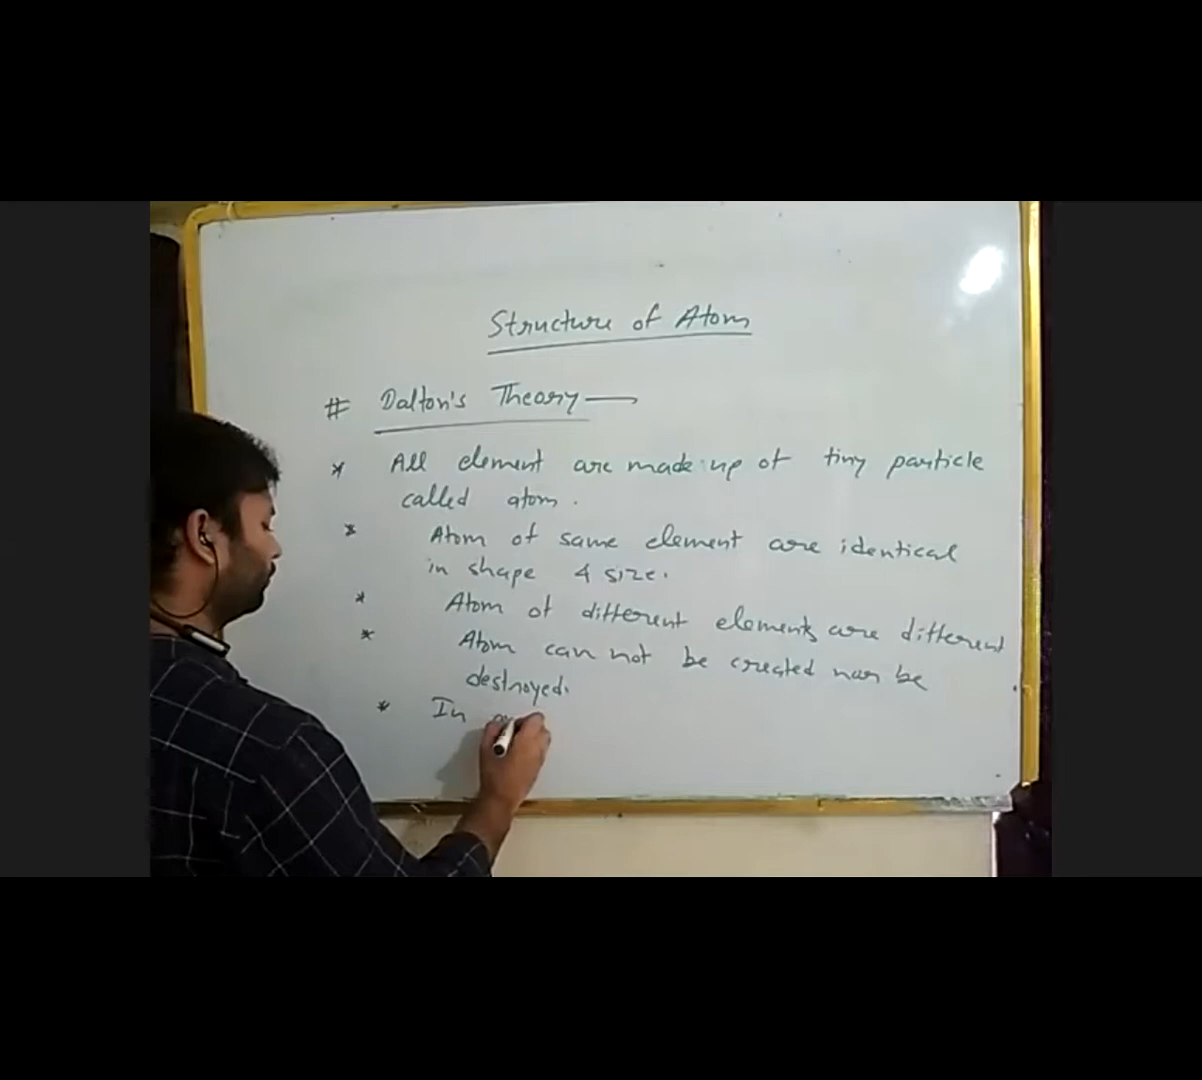 Structure of Atom
# Dalton's Theory →
* All element are made up of tiny particle
called atom.
* Atom of same element are identical
in shape & size.
* Atom of different elements are different
* Atom can not be created nor be
destroyed.
* In